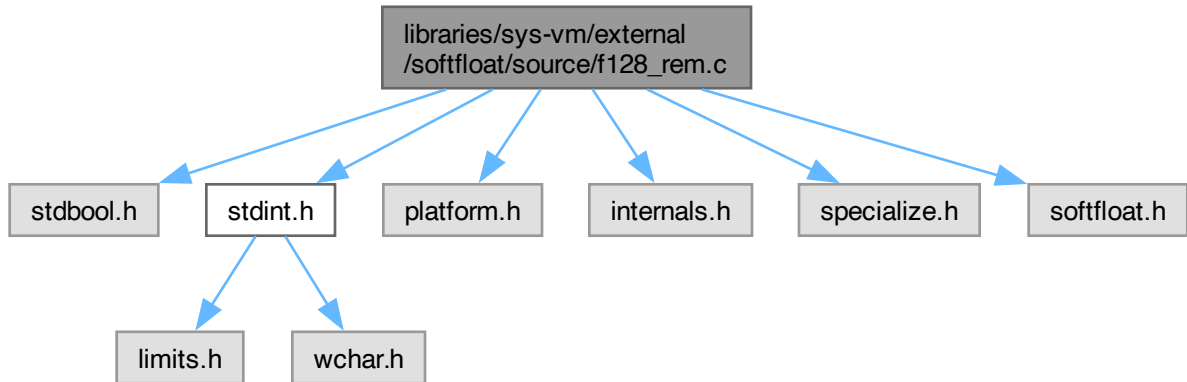 libraries/sys-vm/external
/softfloat/source/f128_rem.c
stdbool.h
stdint.h
platform.h
internals.h
specialize.h
softfloat.h
limits.h
wchar.h